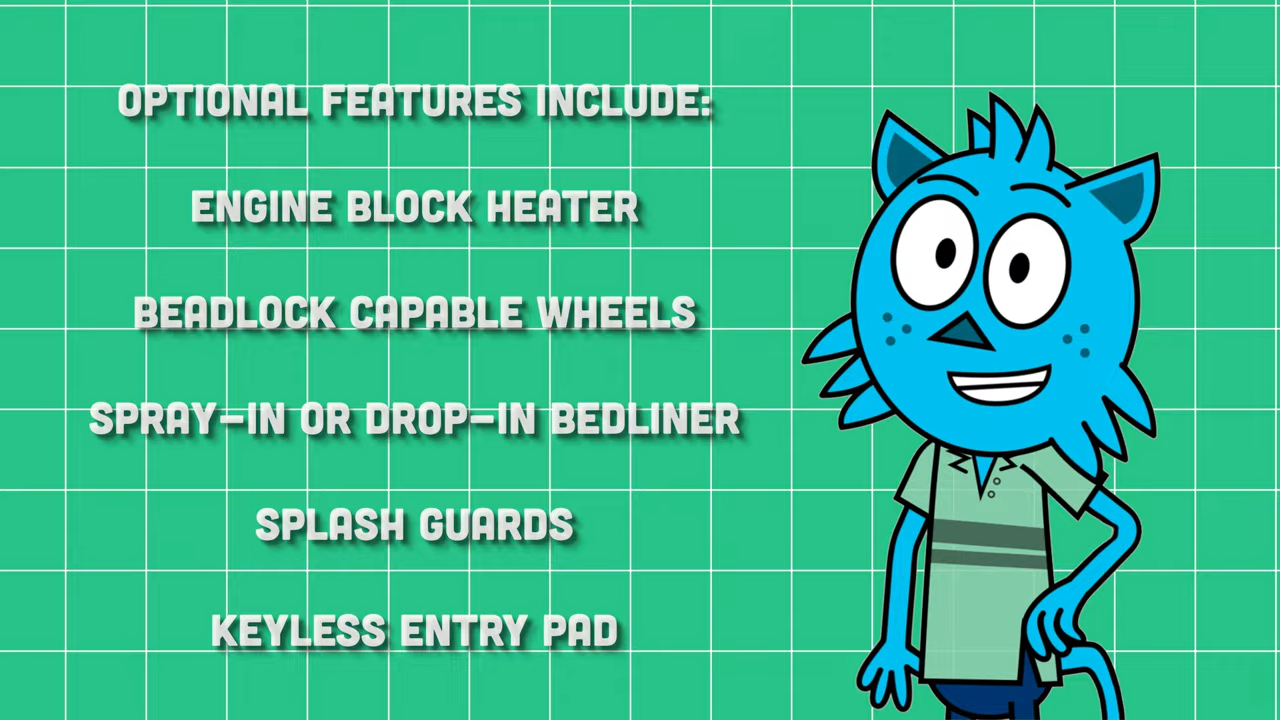 OPTIONAL FEATURES INCLUDE:
ENGINE BLOCK HEATER
BEADLOCK CAPABLE WHEELS
SPRAY-IN OR DROP-IN BEDLINER
SPLASH GUARDS
KEYLESS ENTRY PAD